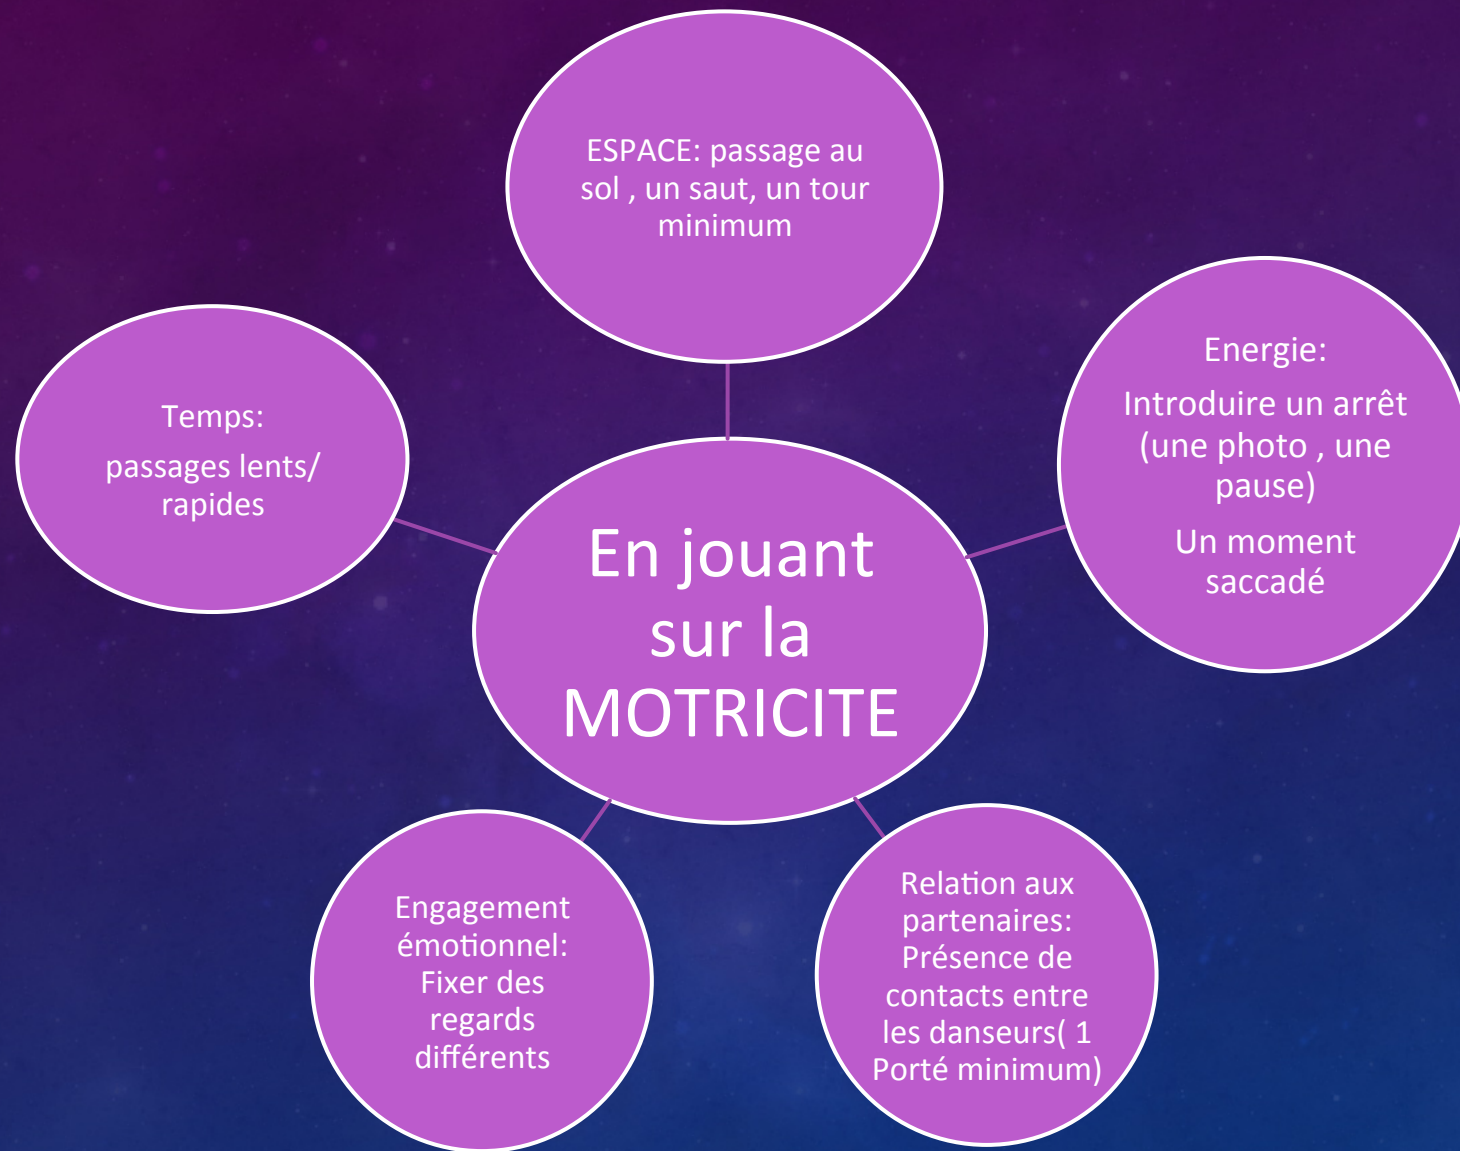 ESPACE: passage au
sol , un saut, un tour
minimum
Energie:
Introduire un arrêt
(une photo , une
pause)
Un moment
saccadé
Temps:
passages lents/
rapides
En jouant
sur la
MOTRICITE
Engagement
émotionnel:
Fixer des
regards
différents
Relation aux
partenaires:
Présence de
contacts entre
les danseurs( 1
Porté minimum)